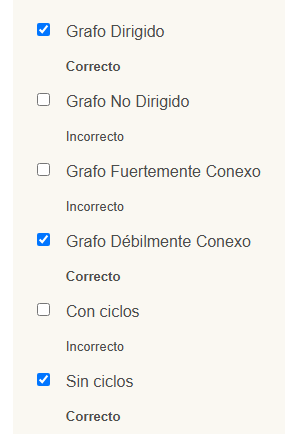 Grafo Dirigido
Correcto
Grafo No Dirigido
Incorrecto
Grafo Fuertemente Conexo
Incorrecto
Grafo Débilmente Conexo
Correcto
Con ciclos
Incorrecto
Sin ciclos
Correcto